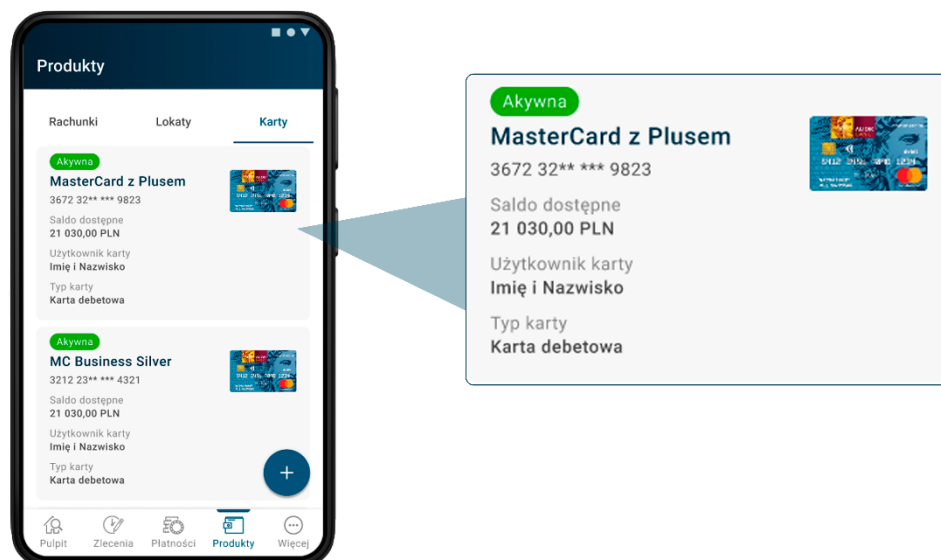 Produkty
Rachunki Lokaty Karty
Akywna
MasterCard z Plusem
3672 32** *** 9823
Saldo dostępne
21 030,00 PLN
Użytkownik karty
Imię i Nazwisko
Typ karty
Karta debetowa
Akywna
MC Business Silver
3212 23** *** 4321
Saldo dostępne
21 030,00 PLN
Użytkownik karty
Imię i Nazwisko
Typ karty
Karta debetowa
+
Pulpit Zlecenia Płatności Produkty Więcej
Akywna
MasterCard z Plusem
3672 32** *** 9823
Saldo dostępne
21 030,00 PLN
Użytkownik karty
Imię i Nazwisko
Typ karty
Karta debetowa